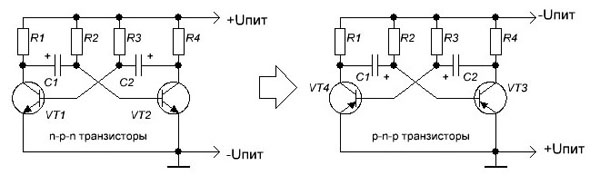 +Uпит
R1 R2 R3 R4
+ +
C1 C2
VT1 VT2
n-p-n транзисторы
-Uпит
-Uпит
R1 R2 R3 R4
C1 + C2 +
VT4 VT3
p-n-p транзисторы
+Uпит